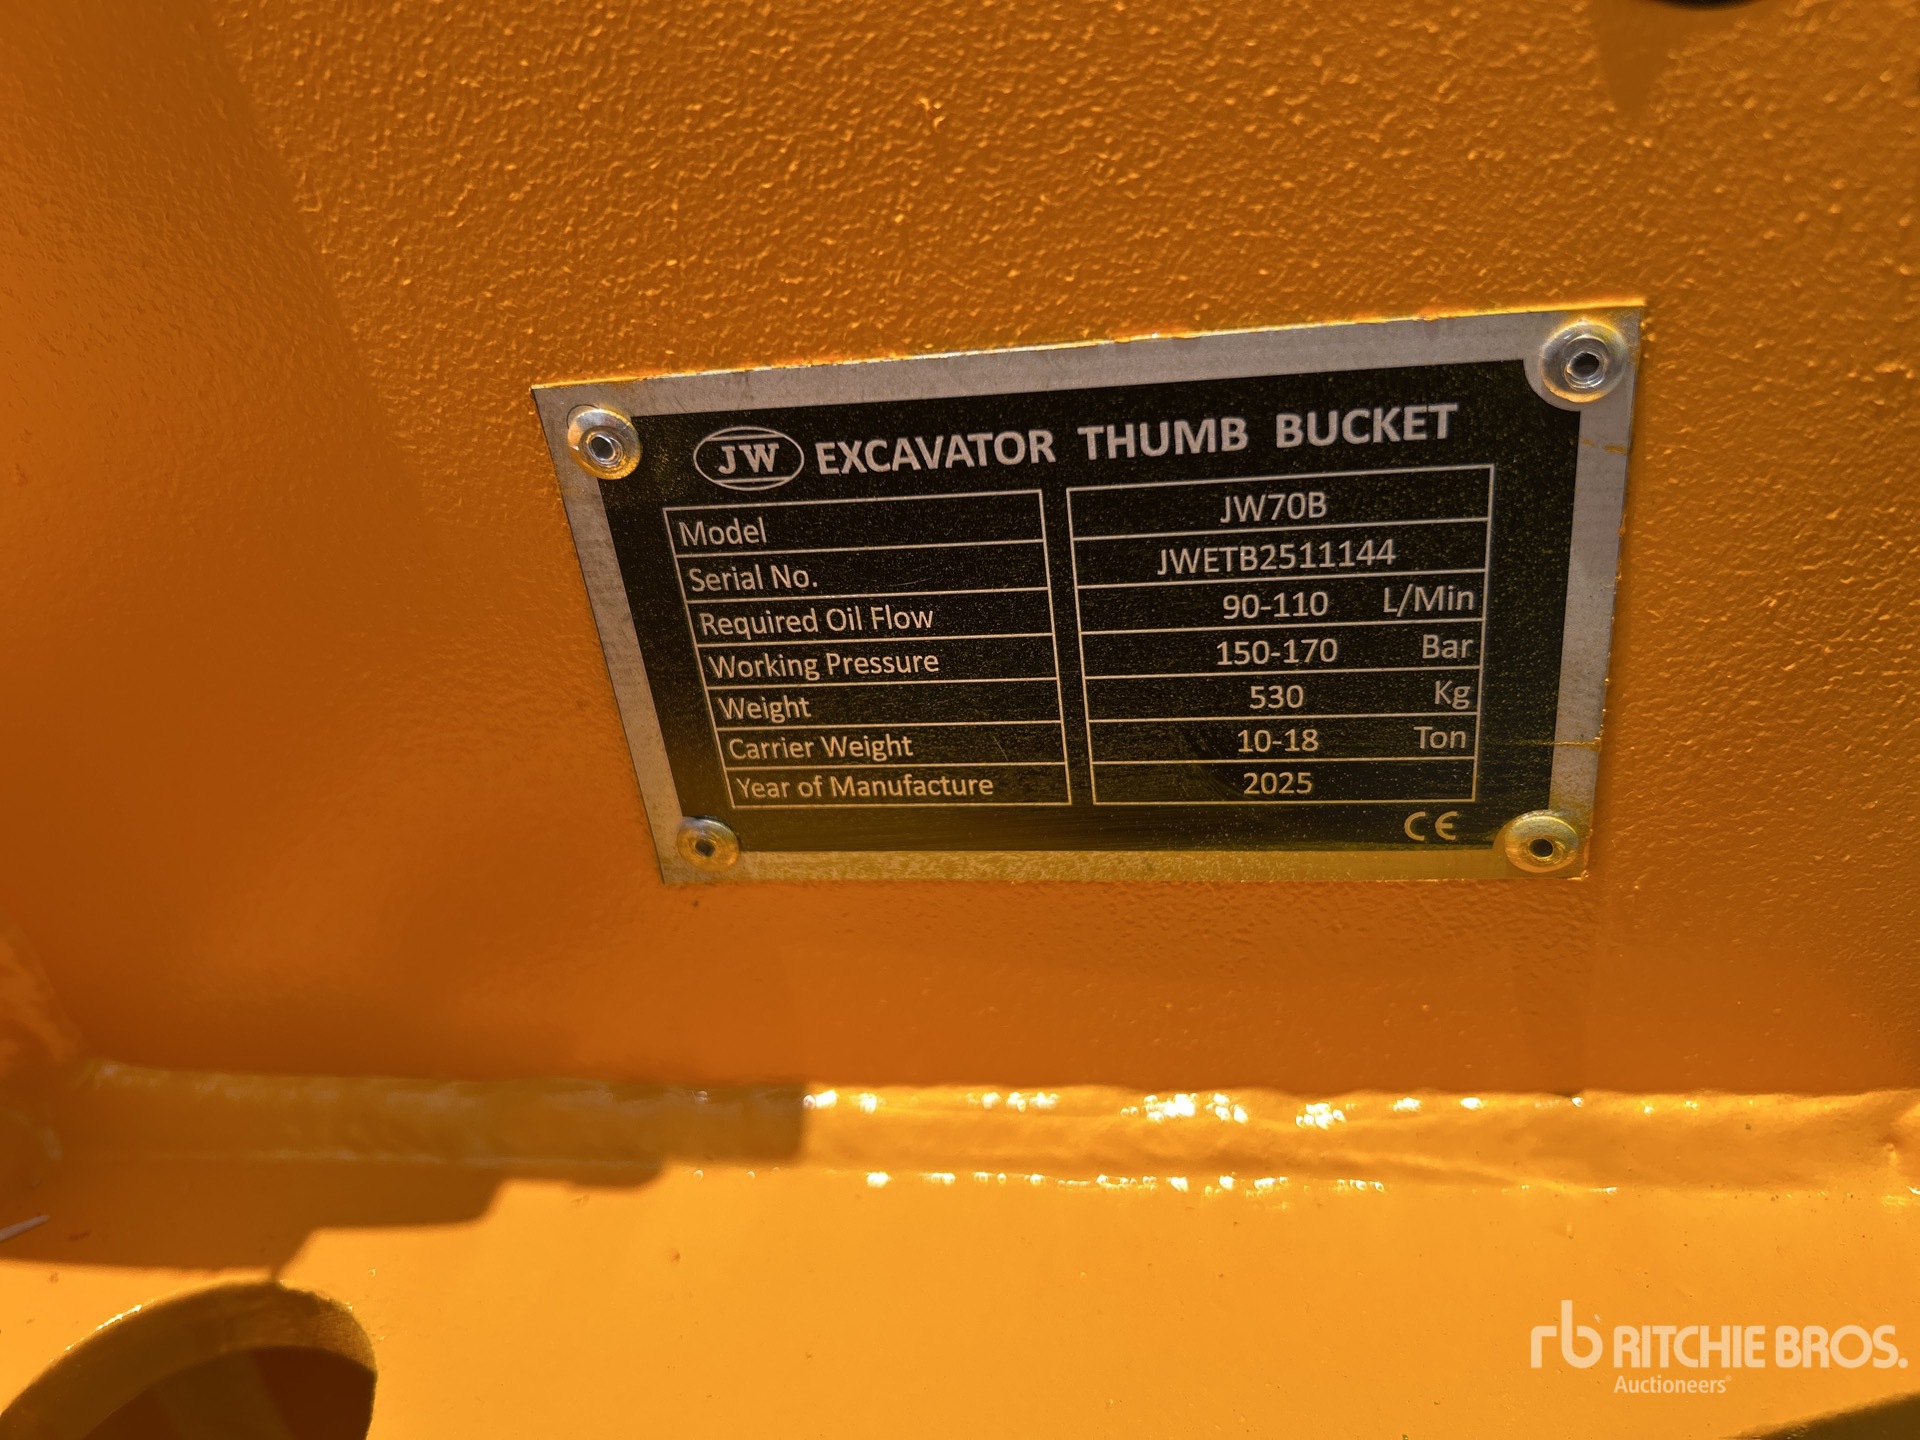 JW EXCAVATOR THUMB BUCKET
Model JW70B
Serial No. JWETB2511144
Required Oil Flow 90-110 L/Min
Working Pressure 150-170 Bar
Weight 530 Kg
Carrier Weight 10-18 Ton
Year of Manufacture 2025
CE
rb RITCHIE BROS.
Auctioneers